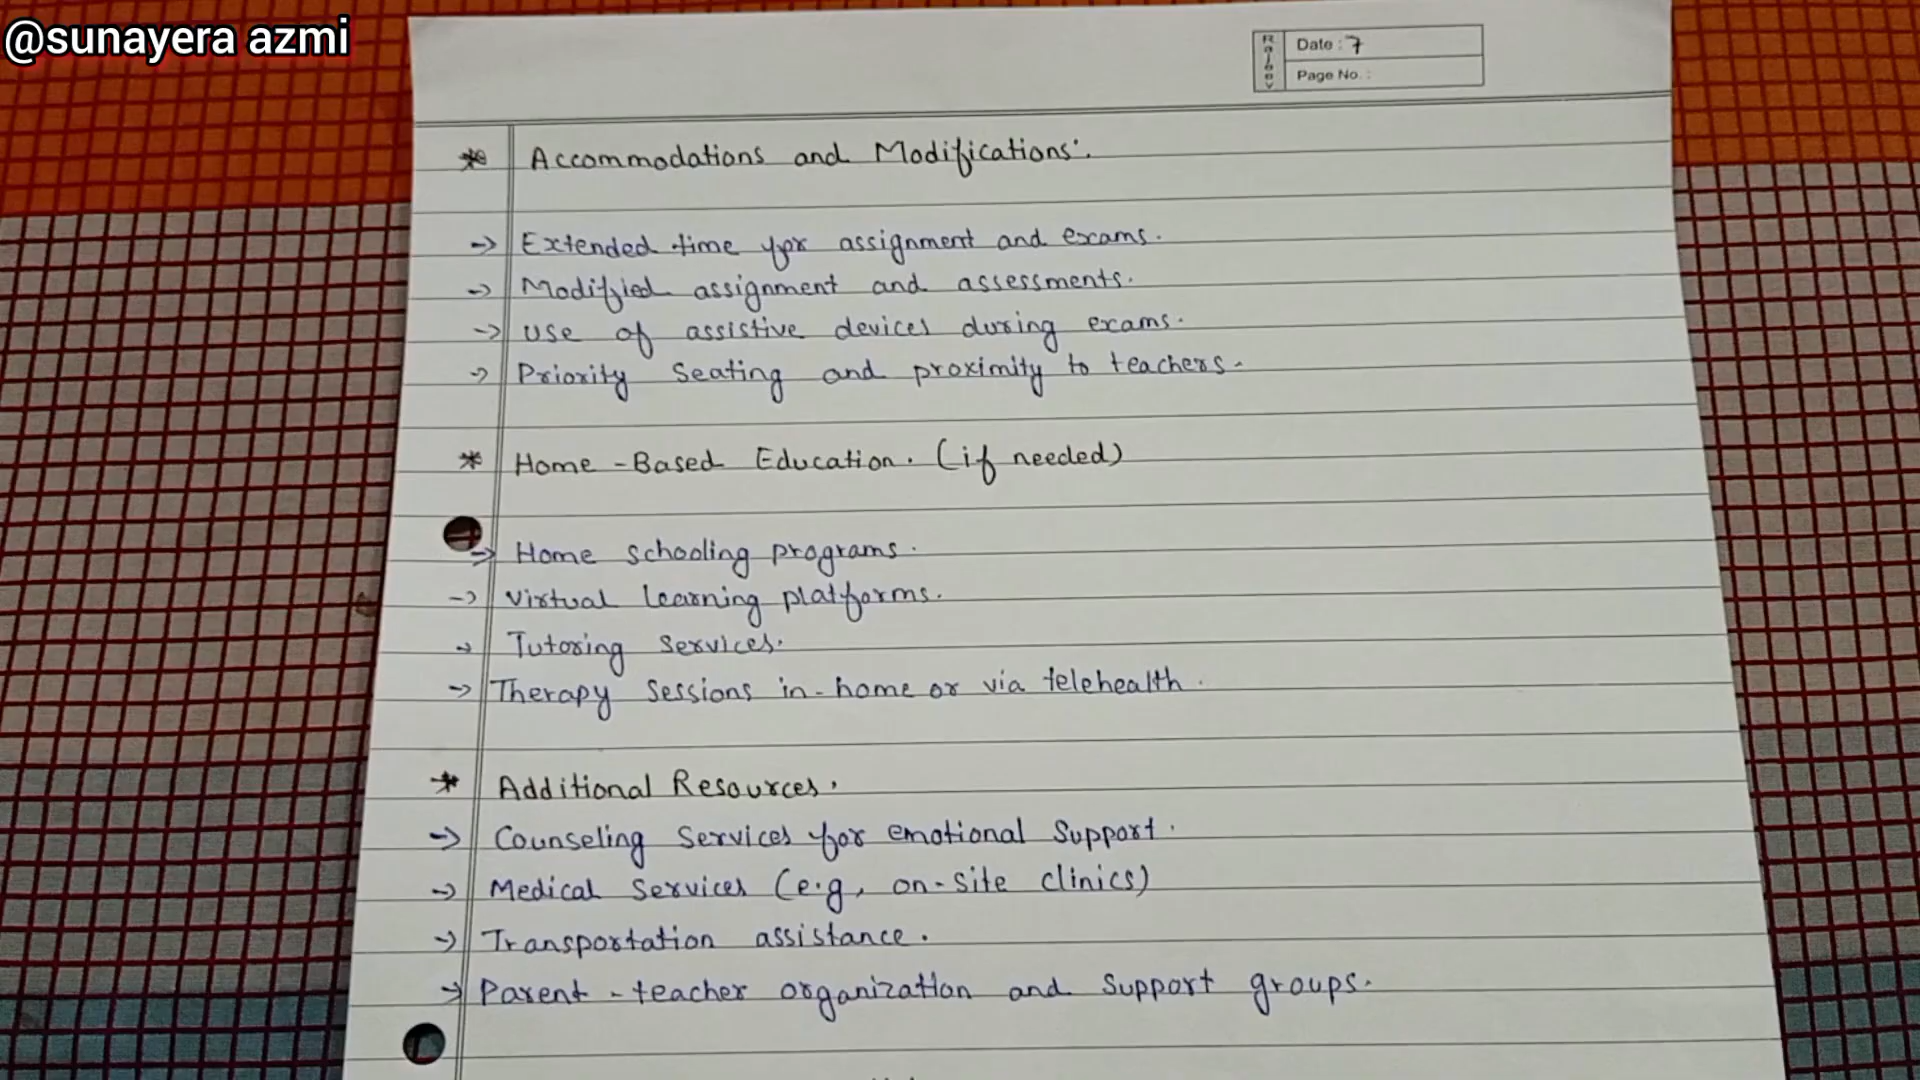 @sunayera azmi
Rajeev
Date : 7
Page No. :
* Accommodations and Modifications:.
-> Extended time for assignment and exams.
-> Modified assignment and assessments.
-> use of assistive devices during exams.
-> Priority Seating and proximity to teachers.
* Home-Based Education. (if needed)
-> Home schooling programs.
-> Virtual learning platforms.
-> Tutoring Services.
-> Therapy Sessions in-home or via telehealth.
* Additional Resources.
-> Counseling Services for emotional Support.
-> Medical Services (e.g, on-site clinics)
-> Transportation assistance.
-> Parent-teacher organization and Support groups.